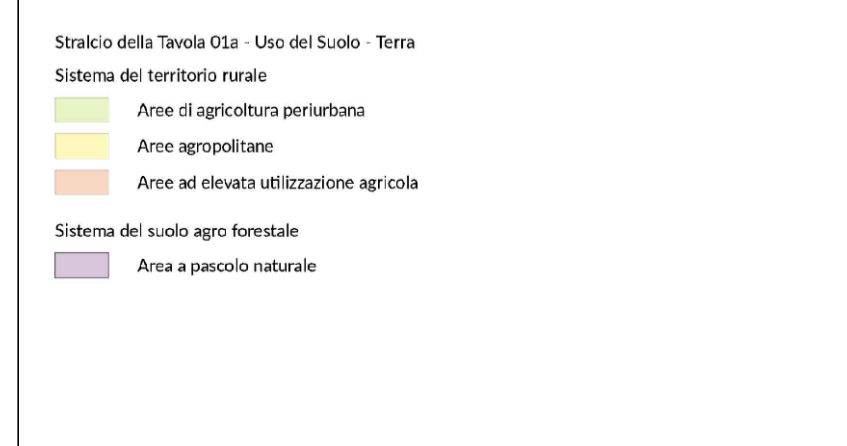 Stralcio della Tavola 01a - Uso del Suolo - Terra
Sistema del territorio rurale
Aree di agricoltura periurbana
Aree agropolitane
Aree ad elevata utilizzazione agricola
Sistema del suolo agro forestale
Area a pascolo naturale